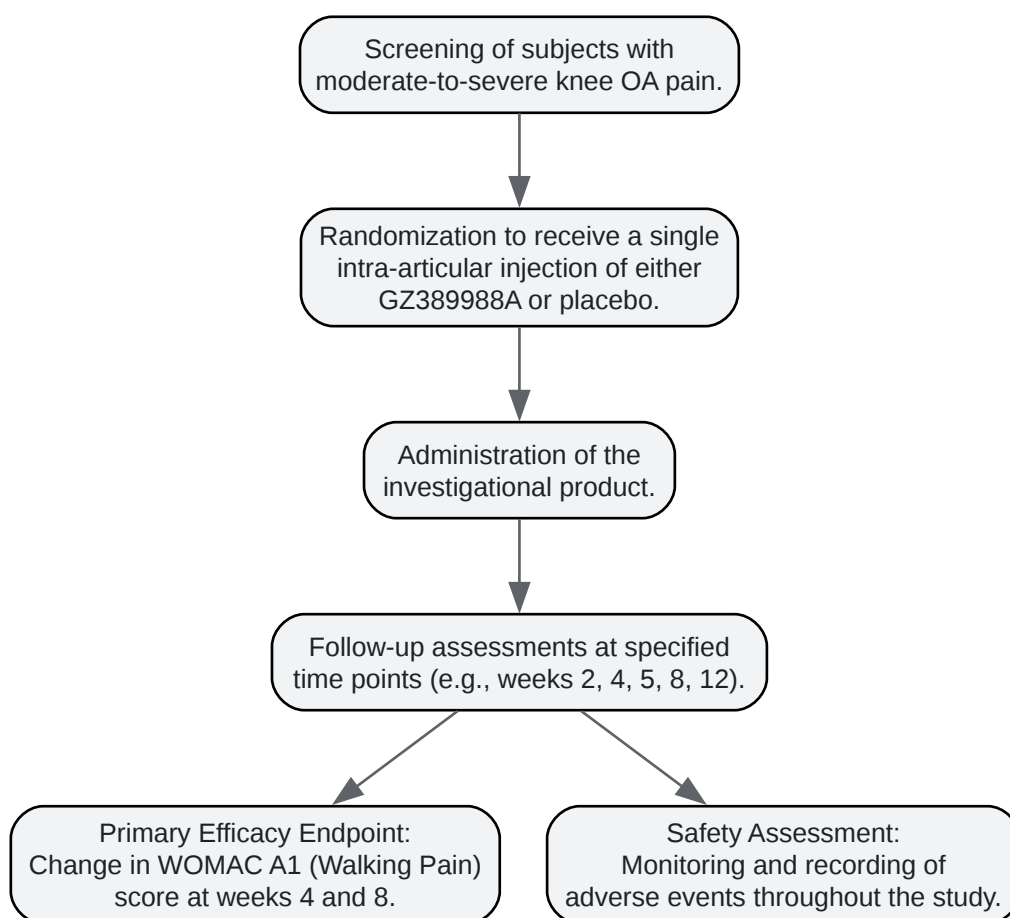 Screening of subjects with
moderate-to-severe knee OA pain.
Randomization to receive a single
intra-articular injection of either
GZ389988A or placebo.
Administration of the
investigational product.
Follow-up assessments at specified
time points (e.g., weeks 2, 4, 5, 8, 12).
Primary Efficacy Endpoint:
Change in WOMAC A1 (Walking Pain)
score at weeks 4 and 8.
Safety Assessment:
Monitoring and recording of
adverse events throughout the study.